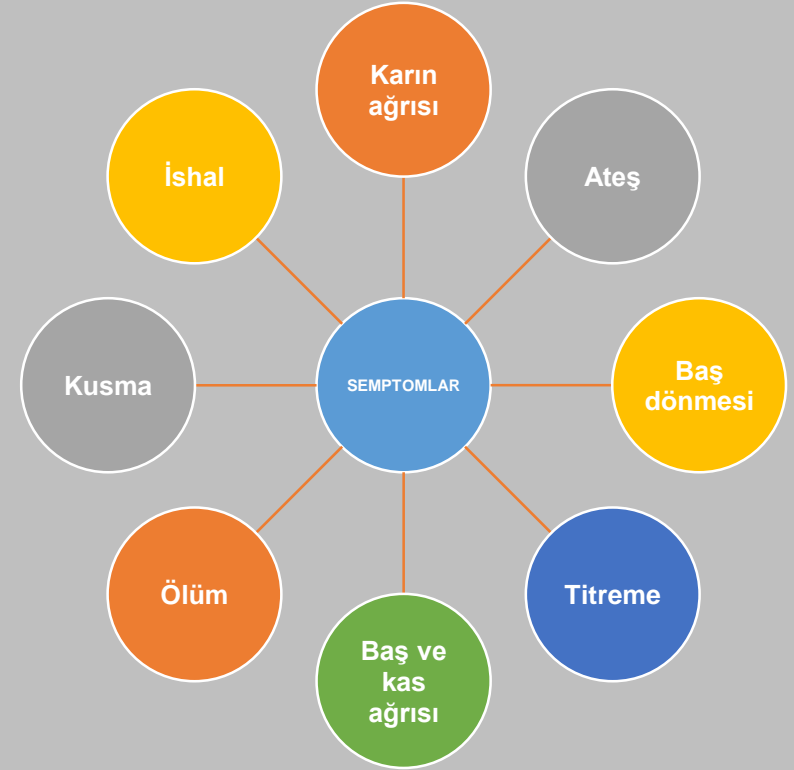 Karın
ağrısı
Ateş
Baş
dönmesi
Titreme
Baş ve
kas
ağrısı
Ölüm
Kusma
İshal
SEMPTOMLAR